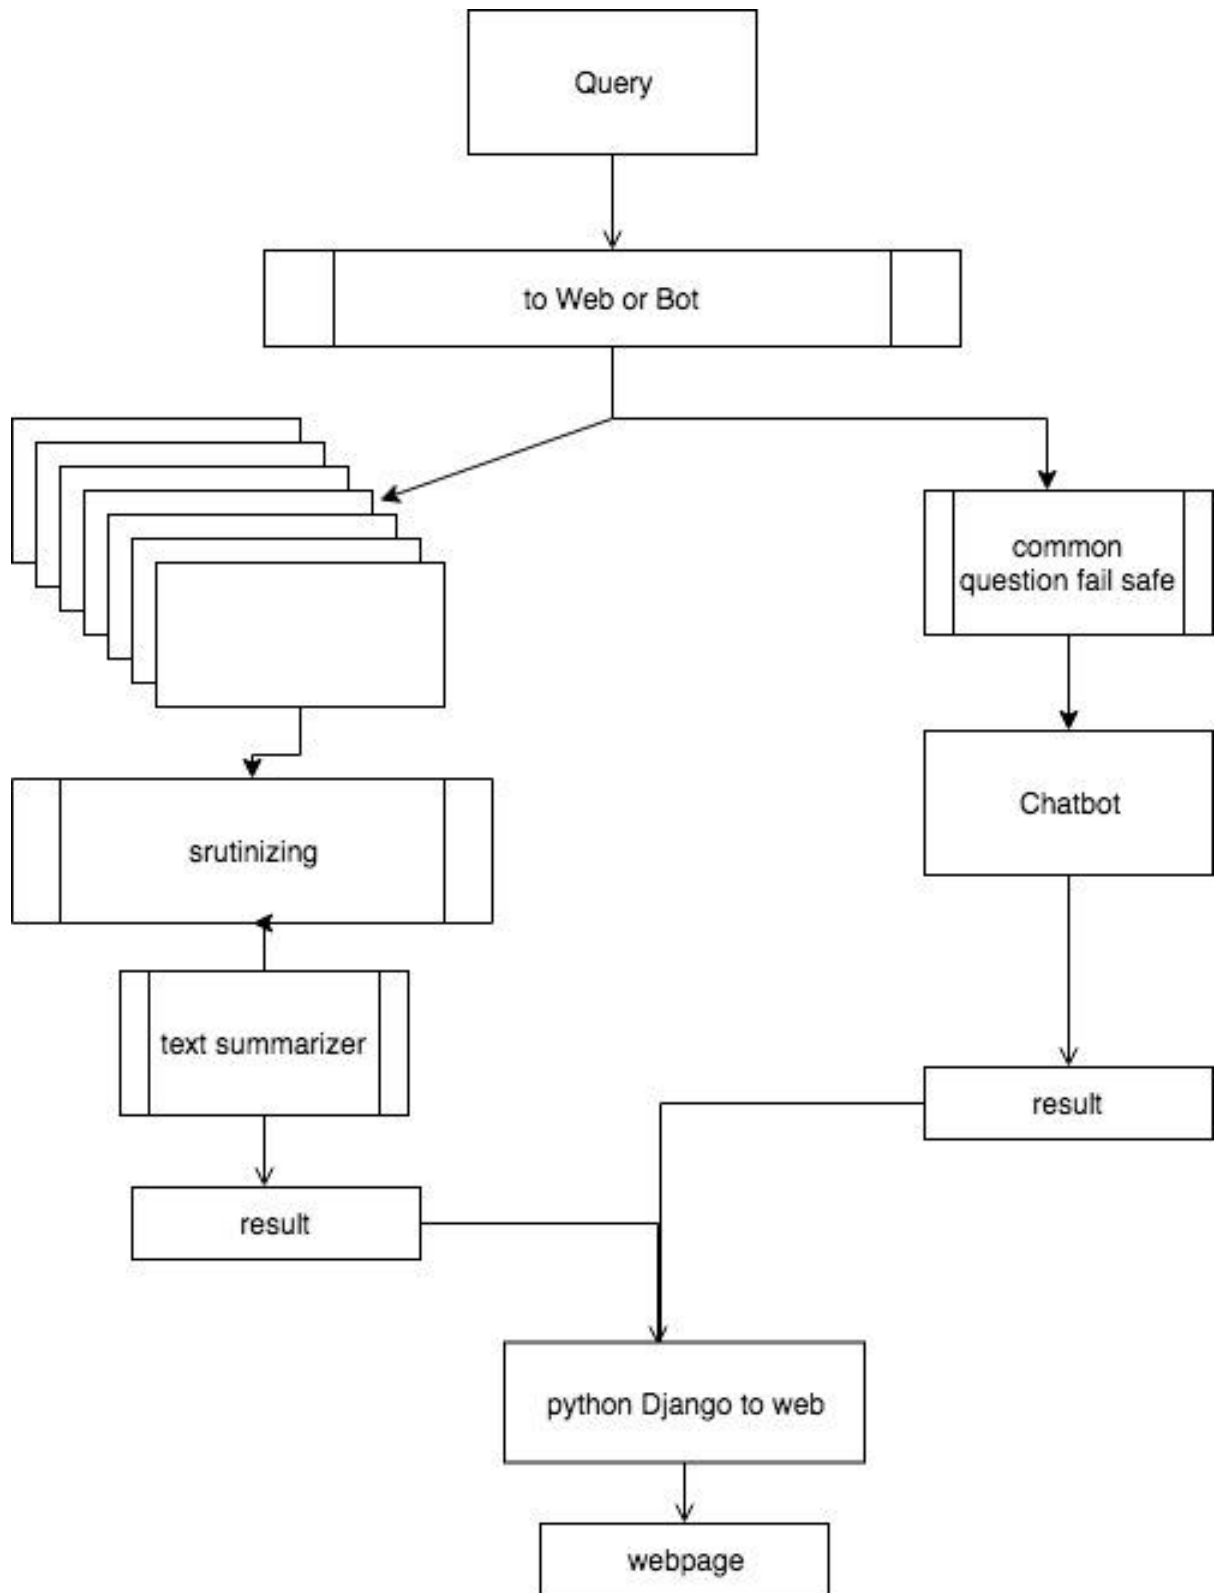 Query
to Web or Bot
common
question fail safe
Chatbot
srutinizing
text summarizer
result
result
python Django to web
webpage